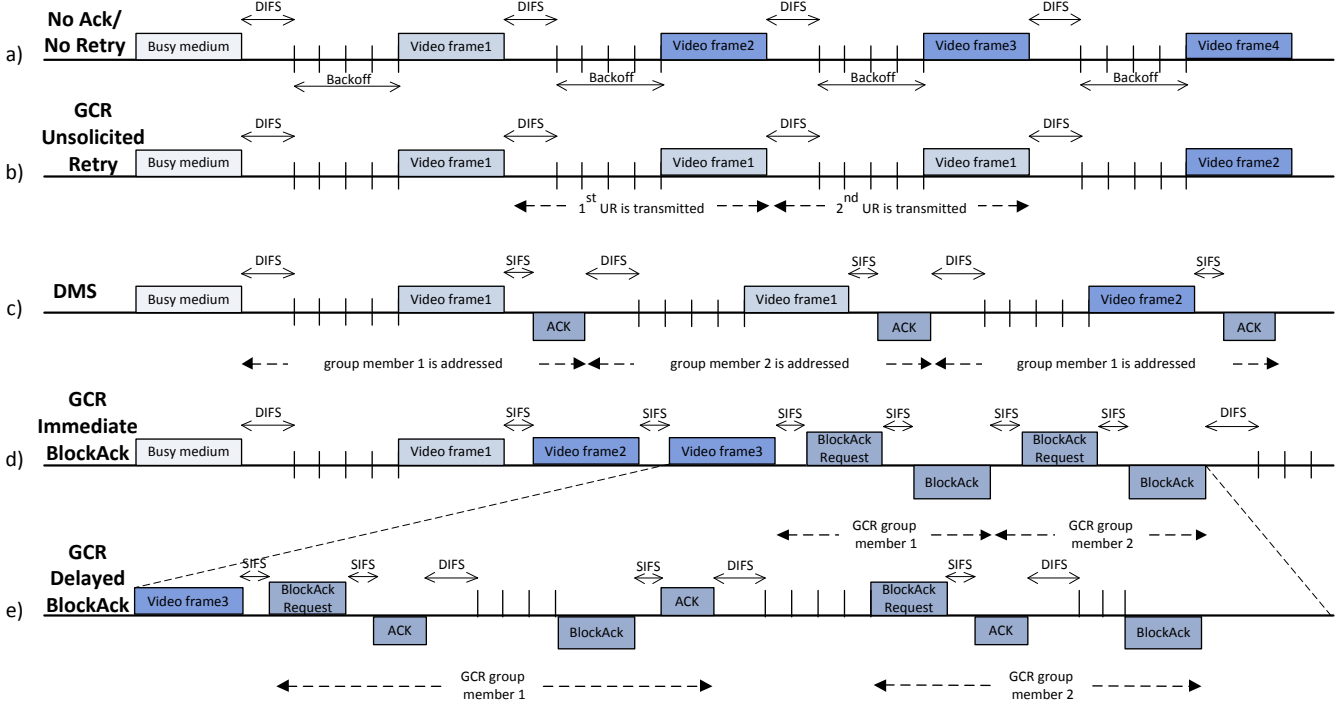 No Ack/
No Retry
a)
DIFS
DIFS
DIFS
DIFS
Busy medium
Video frame1
Video frame2
Video frame3
Video frame4
Backoff
Backoff
Backoff
Backoff
GCR
Unsolicited
Retry
b)
DIFS
DIFS
DIFS
DIFS
Busy medium
Video frame1
Video frame1
Video frame1
Video frame2
1st UR is transmitted
2nd UR is transmitted
DMS
c)
DIFS
SIFS
DIFS
SIFS
DIFS
SIFS
Busy medium
Video frame1
Video frame1
Video frame2
ACK
ACK
ACK
group member 1 is addressed
group member 2 is addressed
group member 1 is addressed
GCR
Immediate
BlockAck
d)
DIFS
SIFS
SIFS
SIFS
SIFS
SIFS
SIFS
DIFS
Busy medium
Video frame1
Video frame2
Video frame3
BlockAck
Request
BlockAck
Request
BlockAck
BlockAck
GCR group
member 1
GCR group
member 2
GCR
Delayed
BlockAck
e)
SIFS
SIFS
DIFS
SIFS
DIFS
SIFS
DIFS
Video frame3
BlockAck
Request
ACK
BlockAck
Request
ACK
BlockAck
ACK
BlockAck
GCR group
member 1
GCR group
member 2